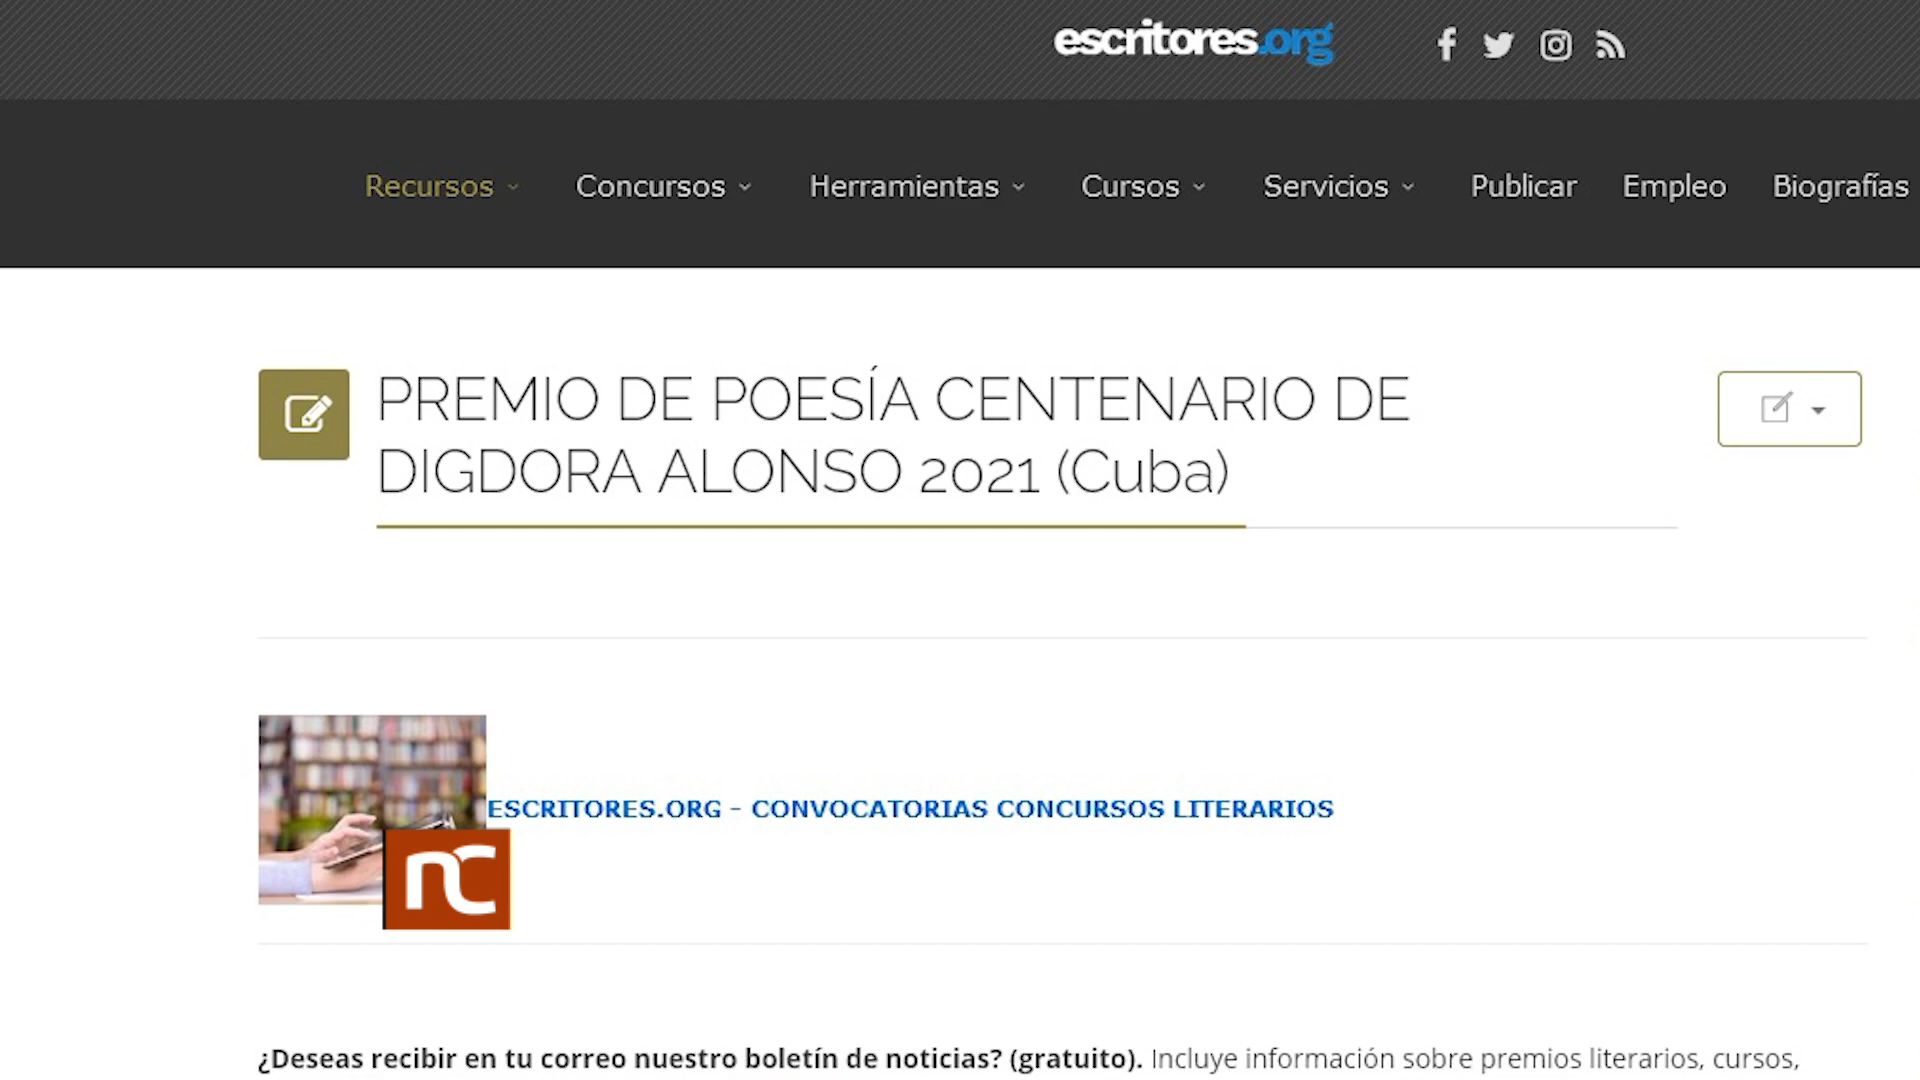 escritores.org
Recursos Concursos Herramientas Cursos Servicios Publicar Empleo Biografías
PREMIO DE POESÍA CENTENARIO DE
DIGDORA ALONSO 2021 (Cuba)
ESCRITORES.ORG - CONVOCATORIAS CONCURSOS LITERARIOS
nc
¿Deseas recibir en tu correo nuestro boletín de noticias? (gratuito). Incluye información sobre premios literarios, cursos,